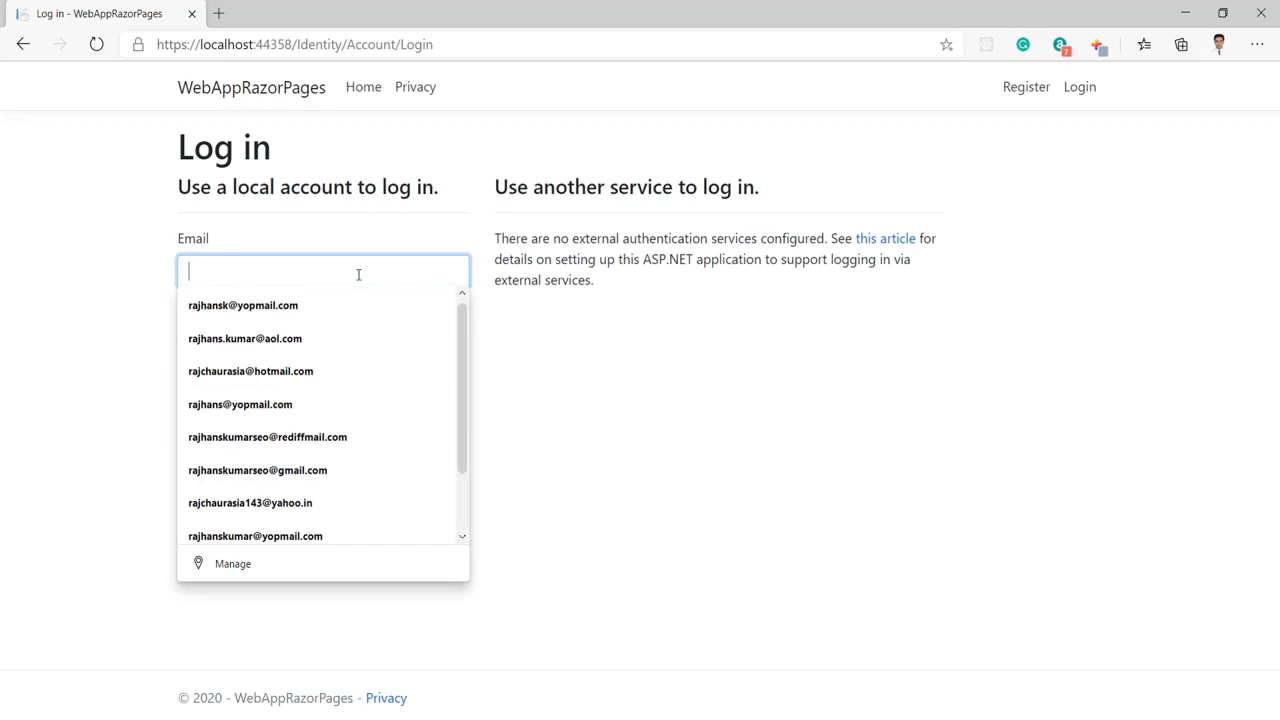 Log in - WebAppRazorPages
https://localhost:44358/Identity/Account/Login
7
WebAppRazorPages Home Privacy Register Login
Log in
Use a local account to log in.
Email
rajhansk@yopmail.com
rajhans.kumar@aol.com
rajchaurasia@hotmail.com
rajhans@yopmail.com
rajhanskumarseo@rediffmail.com
rajhanskumarseo@gmail.com
rajchaurasia143@yahoo.in
rajhanskumar@yopmail.com
Manage
Use another service to log in.
There are no external authentication services configured. See this article for
details on setting up this ASP.NET application to support logging in via
external services.
© 2020 - WebAppRazorPages - Privacy